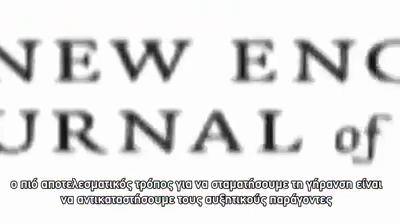 NEW ENG
URNAL of
ο πιό αποτελεσματικός τρόπος για να σταματήσουμε τη γήρανση είναι
να αντικαταστήσουμε τους αυξητικούς παράγοντες